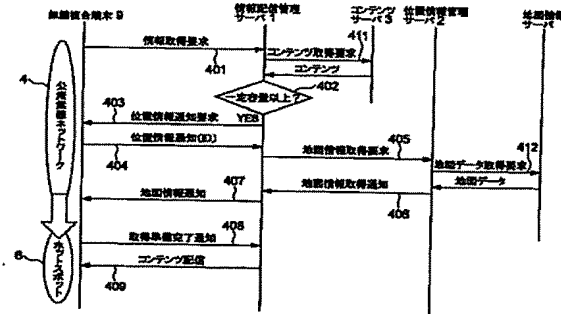 無線複合端末 9
情報配信管理
サーバ 1
コンテンツ
サーバ 3
位置情報管理
サーバ 2
地図情報
サーバ
情報取得要求
401
コンテンツ取得要求
411
コンテンツ
一定容量以上?
402
YES
4
公衆無線ネットワーク
403
位置情報通知要求
位置情報通知(ID)
404
地図情報取得要求
405
地図データ取得要求
412
地図データ
407
地図情報通知
地図情報取得通知
406
取得準備完了通知
408
コンテンツ配信
409
6
ホットスポット